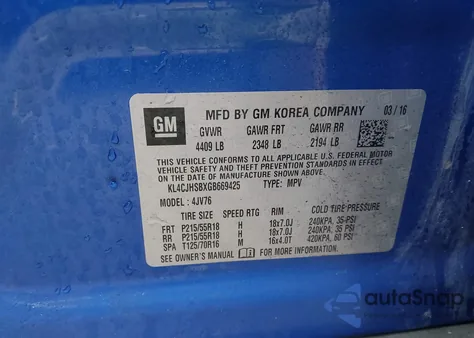 GM
MFD BY GM KOREA COMPANY 03 / 16
GVWR GAWR FRT GAWR RR
4409 LB 2348 LB 2194 LB
THIS VEHICLE CONFORMS TO ALL APPLICABLE U.S. FEDERAL MOTOR
VEHICLE SAFETY AND THEFT PREVENTION STANDARDS IN EFFECT ON
THE DATE OF MANUFACTURE SHOWN ABOVE.
KL4CJHSBXGB669425 TYPE: MPV
MODEL : 4JV76
TIRE SIZE SPEED RTG RIM COLD TIRE PRESSURE
FRT P215/55R18 H 18x7.0J 240KPA, 35 PSI
RR P215/55R18 H 18x7.0J 240KPA, 35 PSI
SPA T125/70R16 M 16x4.0T 420KPA, 60 PSI
SEE OWNER'S MANUAL i FOR MORE INFORMATION.
autoSnap